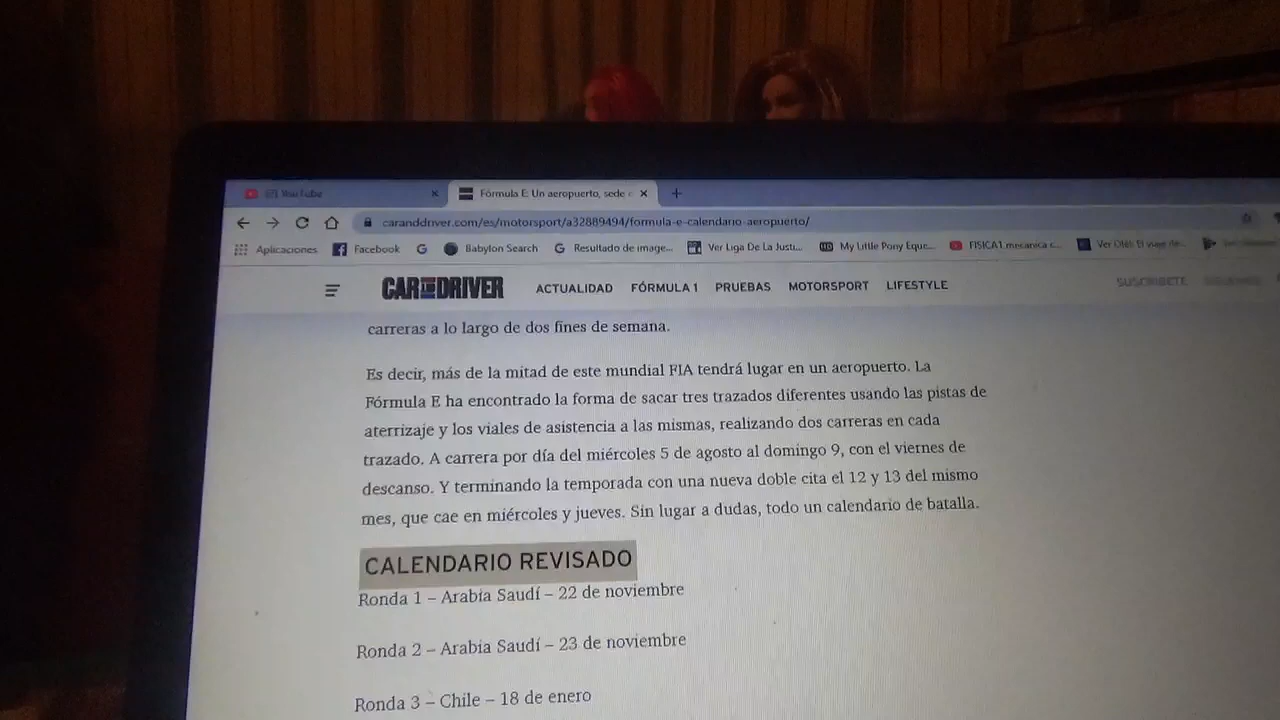 YouTube
Fórmula E: Un aeropuerto, sede
caranddriver.com/es/motorsport/a32889494/formula-e-calendario-aeropuerto/
Aplicaciones Facebook Babylon Search Resultado de image... Ver Liga De La Justi... My Little Pony Eque... FISICA1 mecanica c... Ver
CAR AND DRIVER ACTUALIDAD FÓRMULA 1 PRUEBAS MOTORSPORT LIFESTYLE SUSCRÍBETE
carreras a lo largo de dos fines de semana.
Es decir, más de la mitad de este mundial FIA tendrá lugar en un aeropuerto. La
Fórmula E ha encontrado la forma de sacar tres trazados diferentes usando las pistas de
aterrizaje y los viales de asistencia a las mismas, realizando dos carreras en cada
trazado. A carrera por día del miércoles 5 de agosto al domingo 9, con el viernes de
descanso. Y terminando la temporada con una nueva doble cita el 12 y 13 del mismo
mes, que cae en miércoles y jueves. Sin lugar a dudas, todo un calendario de batalla.
CALENDARIO REVISADO
Ronda 1 – Arabia Saudí – 22 de noviembre
Ronda 2 – Arabia Saudí – 23 de noviembre
Ronda 3 – Chile – 18 de enero